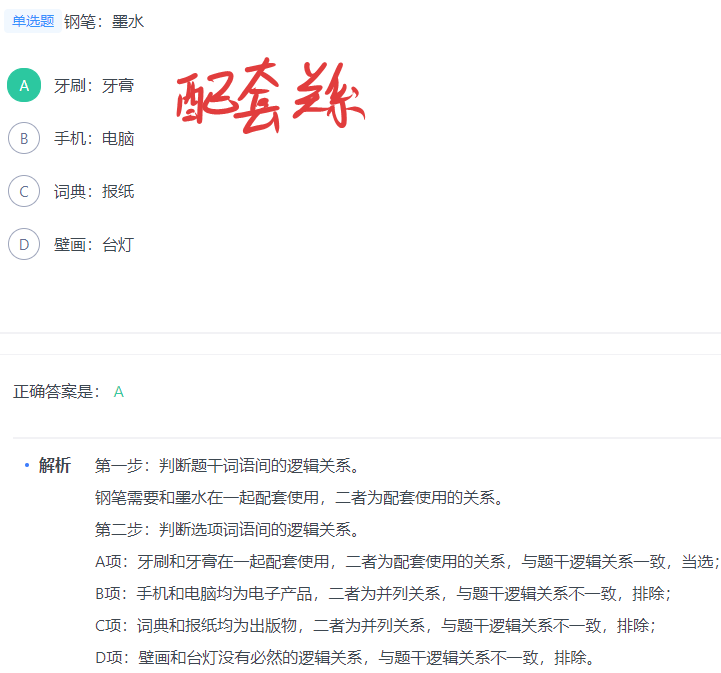 单选题 钢笔：墨水
A 牙刷：牙膏 配套关系
B 手机：电脑
C 词典：报纸
D 壁画：台灯
正确答案是： A
• 解析 第一步：判断题干词语间的逻辑关系。
钢笔需要和墨水在一起配套使用，二者为配套使用的关系。
第二步：判断选项词语间的逻辑关系。
A项：牙刷和牙膏在一起配套使用，二者为配套使用的关系，与题干逻辑关系一致，当选；
B项：手机和电脑均为电子产品，二者为并列关系，与题干逻辑关系不一致，排除；
C项：词典和报纸均为出版物，二者为并列关系，与题干逻辑关系不一致，排除；
D项：壁画和台灯没有必然的逻辑关系，与题干逻辑关系不一致，排除。